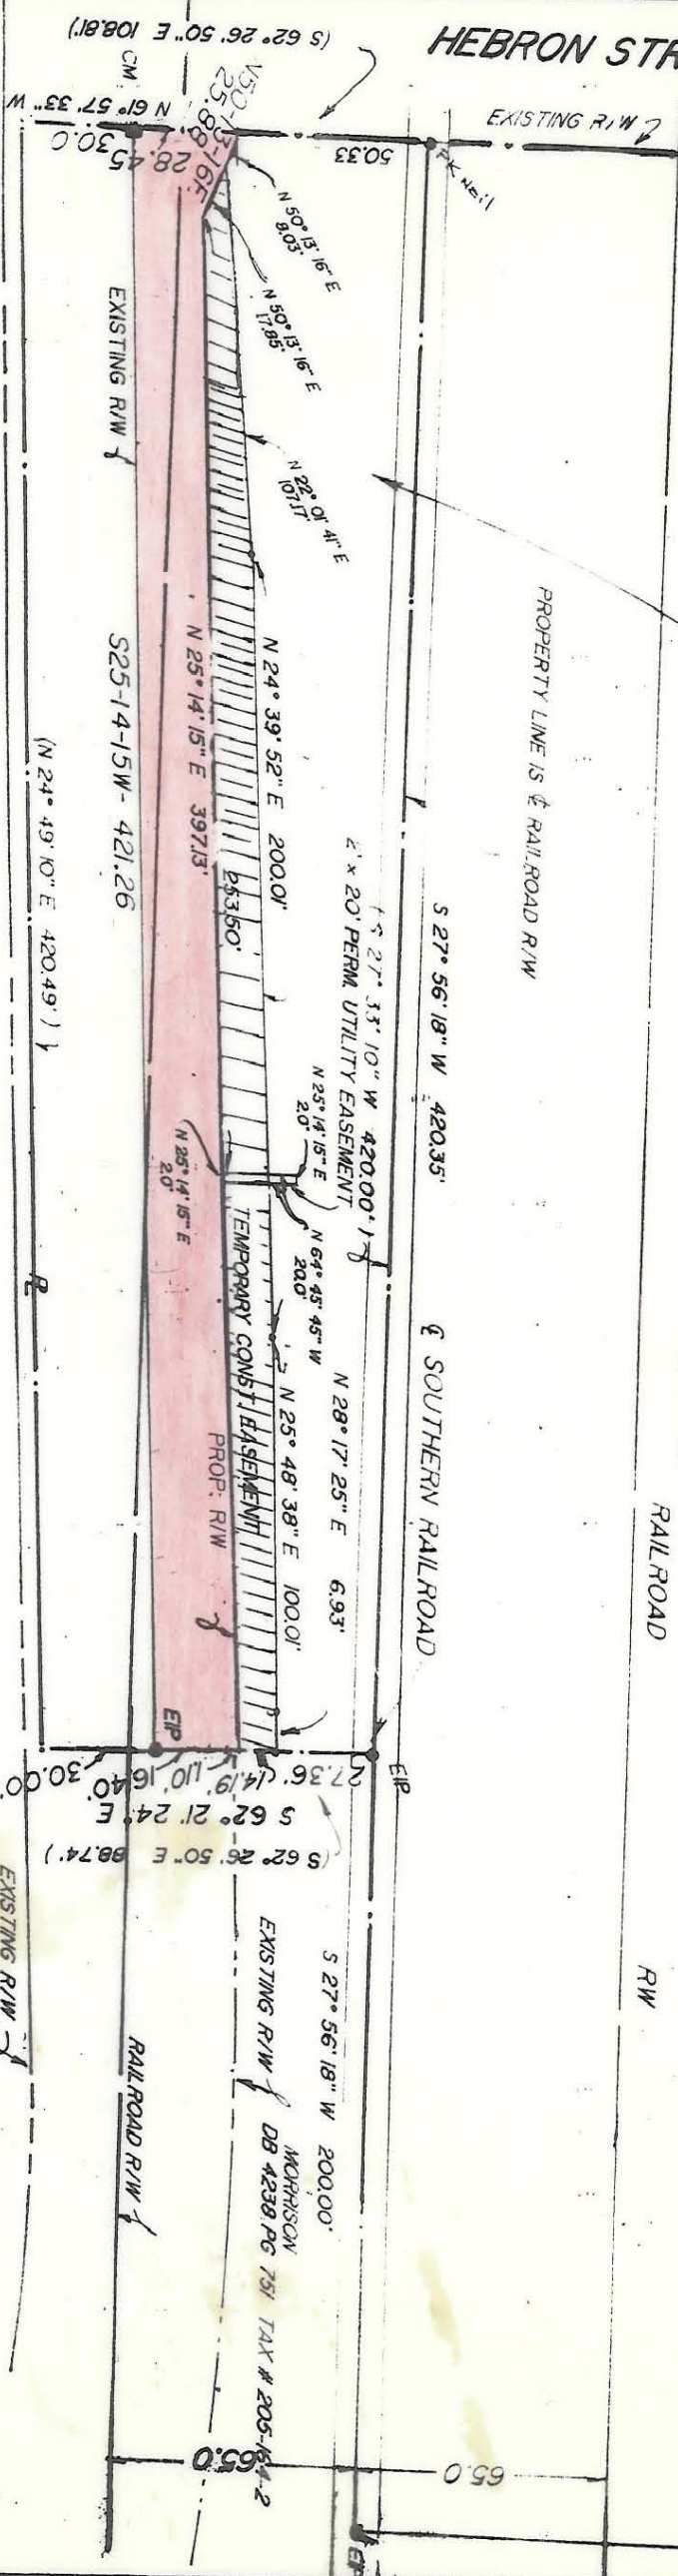 (S 62° 26' 50" E 108.81')
HEBRON STR
CM
N 61° 57' 33" W
30.0
28.45
25.88
50.33
EXISTING R/W
PK Nail
N 50° 13' 16" E
8.03'
N 50° 13' 16" E
17.85'
EXISTING R/W
N 22° 01' 41" E
107.17'
PROPERTY LINE IS ℄ RAILROAD R/W
N 24° 39' 52" E 200.01'
N 25° 14' 15" E 397.13'
S25-14-15W- 421.26
(N 24° 49' 10" E 420.49')
253.50'
S 27° 56' 18" W 420.35'
(S 27° 33' 10" W 420.00')
2' x 20' PERM. UTILITY EASEMENT
N 25° 14' 15" E
2.0'
N 25° 14' 15" E
2.0'
N 64° 45' 45" W
20.0'
TEMPORARY CONST. EASEMENT
PROP. R/W
N 25° 48' 38" E 100.01'
N 28° 17' 25" E 6.93'
℄ SOUTHERN RAILROAD
RAILROAD
RW
PL
EIP
EIP
30.00'
16.40'
1.10'
14.19'
27.36'
S 62° 21' 24" E
(S 62° 26' 50" E 88.74')
EXISTING R/W
EXISTING R/W
S 27° 56' 18" W 200.00'
MORRISON
DB 4238 PG 751 TAX # 205-164-2
RAILROAD R/W
65.0
65.0